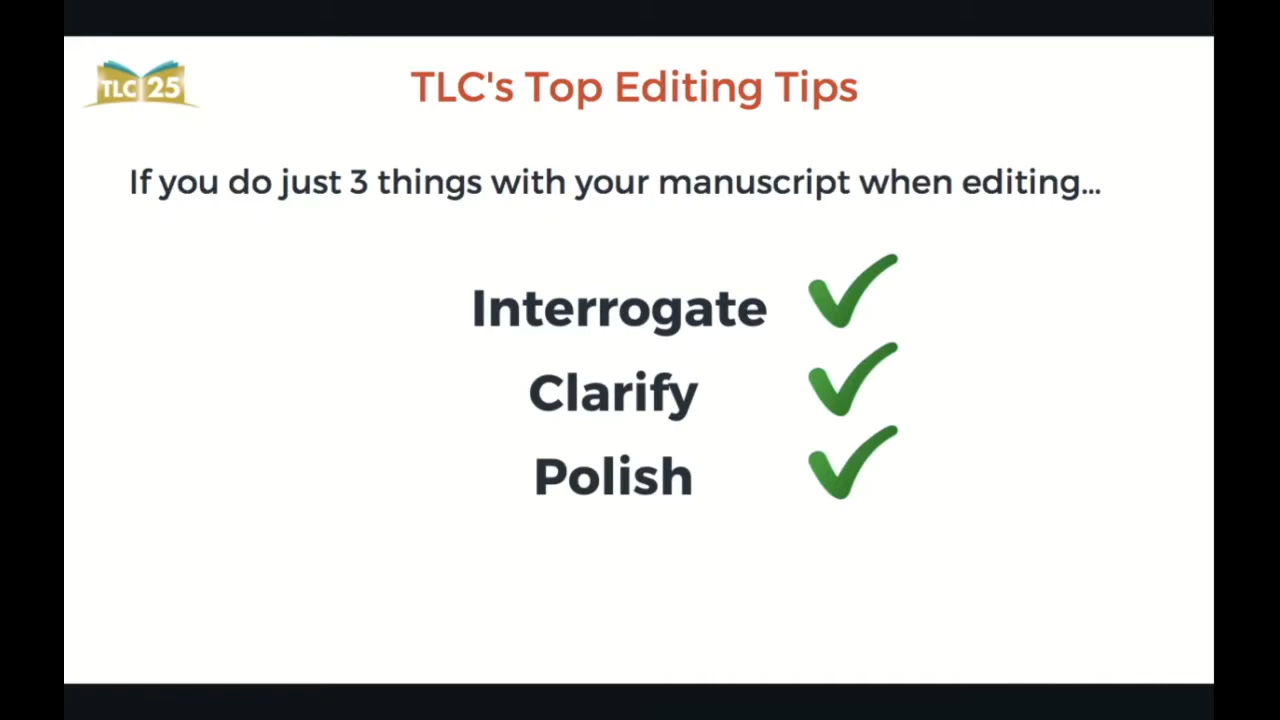 TLC 25
TLC's Top Editing Tips
If you do just 3 things with your manuscript when editing...
Interrogate
Clarify
Polish